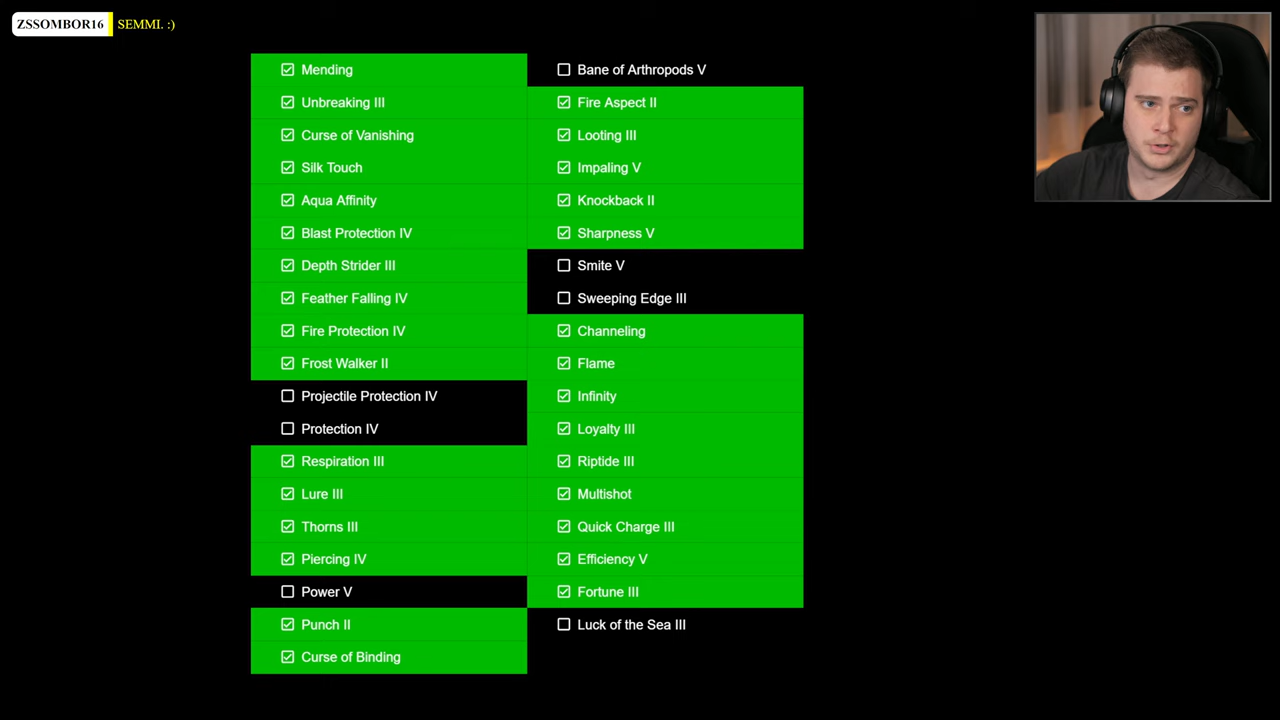 ZSSOMBOR16 SEMMI. :)
Mending
Unbreaking III
Curse of Vanishing
Silk Touch
Aqua Affinity
Blast Protection IV
Depth Strider III
Feather Falling IV
Fire Protection IV
Frost Walker II
Projectile Protection IV
Protection IV
Respiration III
Lure III
Thorns III
Piercing IV
Power V
Punch II
Curse of Binding
Bane of Arthropods V
Fire Aspect II
Looting III
Impaling V
Knockback II
Sharpness V
Smite V
Sweeping Edge III
Channeling
Flame
Infinity
Loyalty III
Riptide III
Multishot
Quick Charge III
Efficiency V
Fortune III
Luck of the Sea III